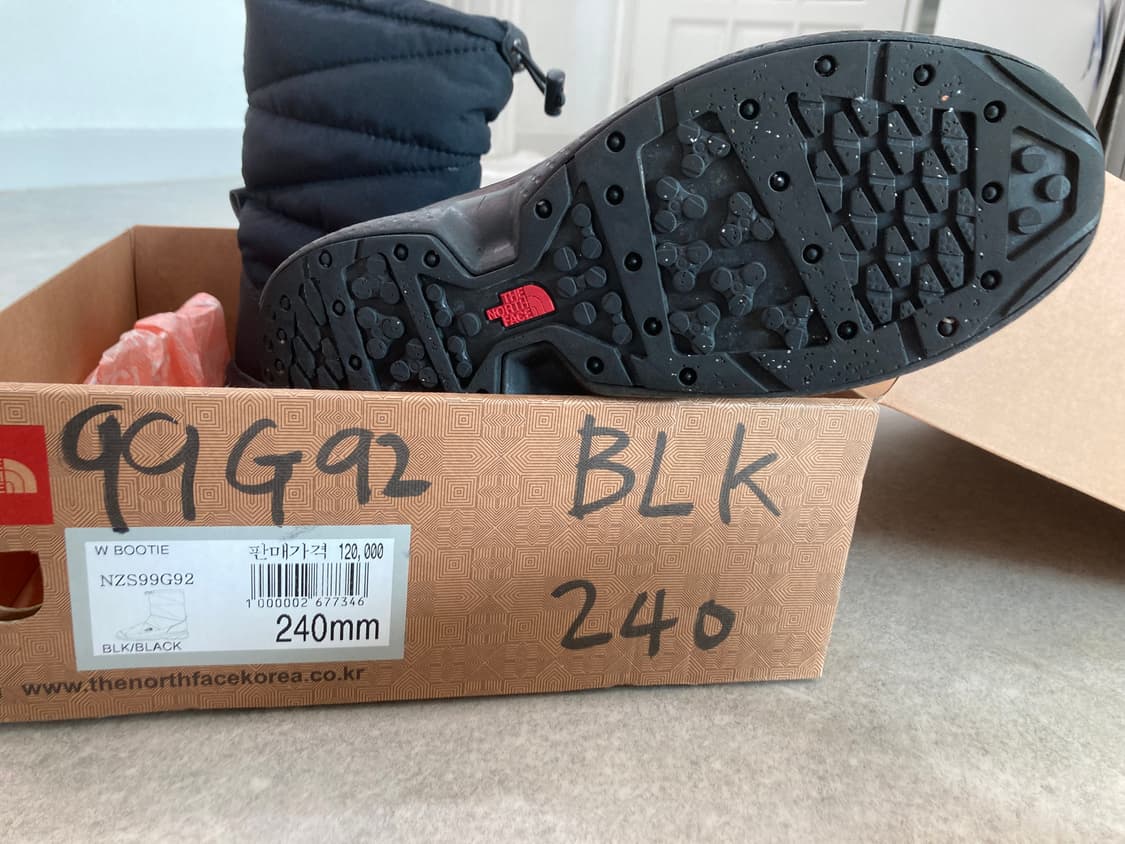 THE
NORTH
FACE
99G92 BLK
240
W BOOTIE
판매가격 120,000
NZS99G92
1 000002 677346
240mm
BLK/BLACK
www.thenorthfacekorea.co.kr